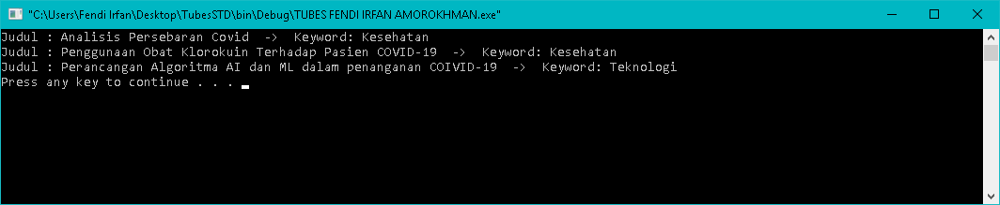 "C:\Users\Fendi Irfan\Desktop\TubesSTD\bin\Debug\TUBES FENDI IRFAN AMOROKHMAN.exe"
Judul : Analisis Persebaran Covid  ->  Keyword: Kesehatan
Judul : Penggunaan Obat Klorokuin Terhadap Pasien COVID-19  ->  Keyword: Kesehatan
Judul : Perancangan Algoritma AI dan ML dalam penanganan COIVID-19  ->  Keyword: Teknologi
Press any key to continue . . .